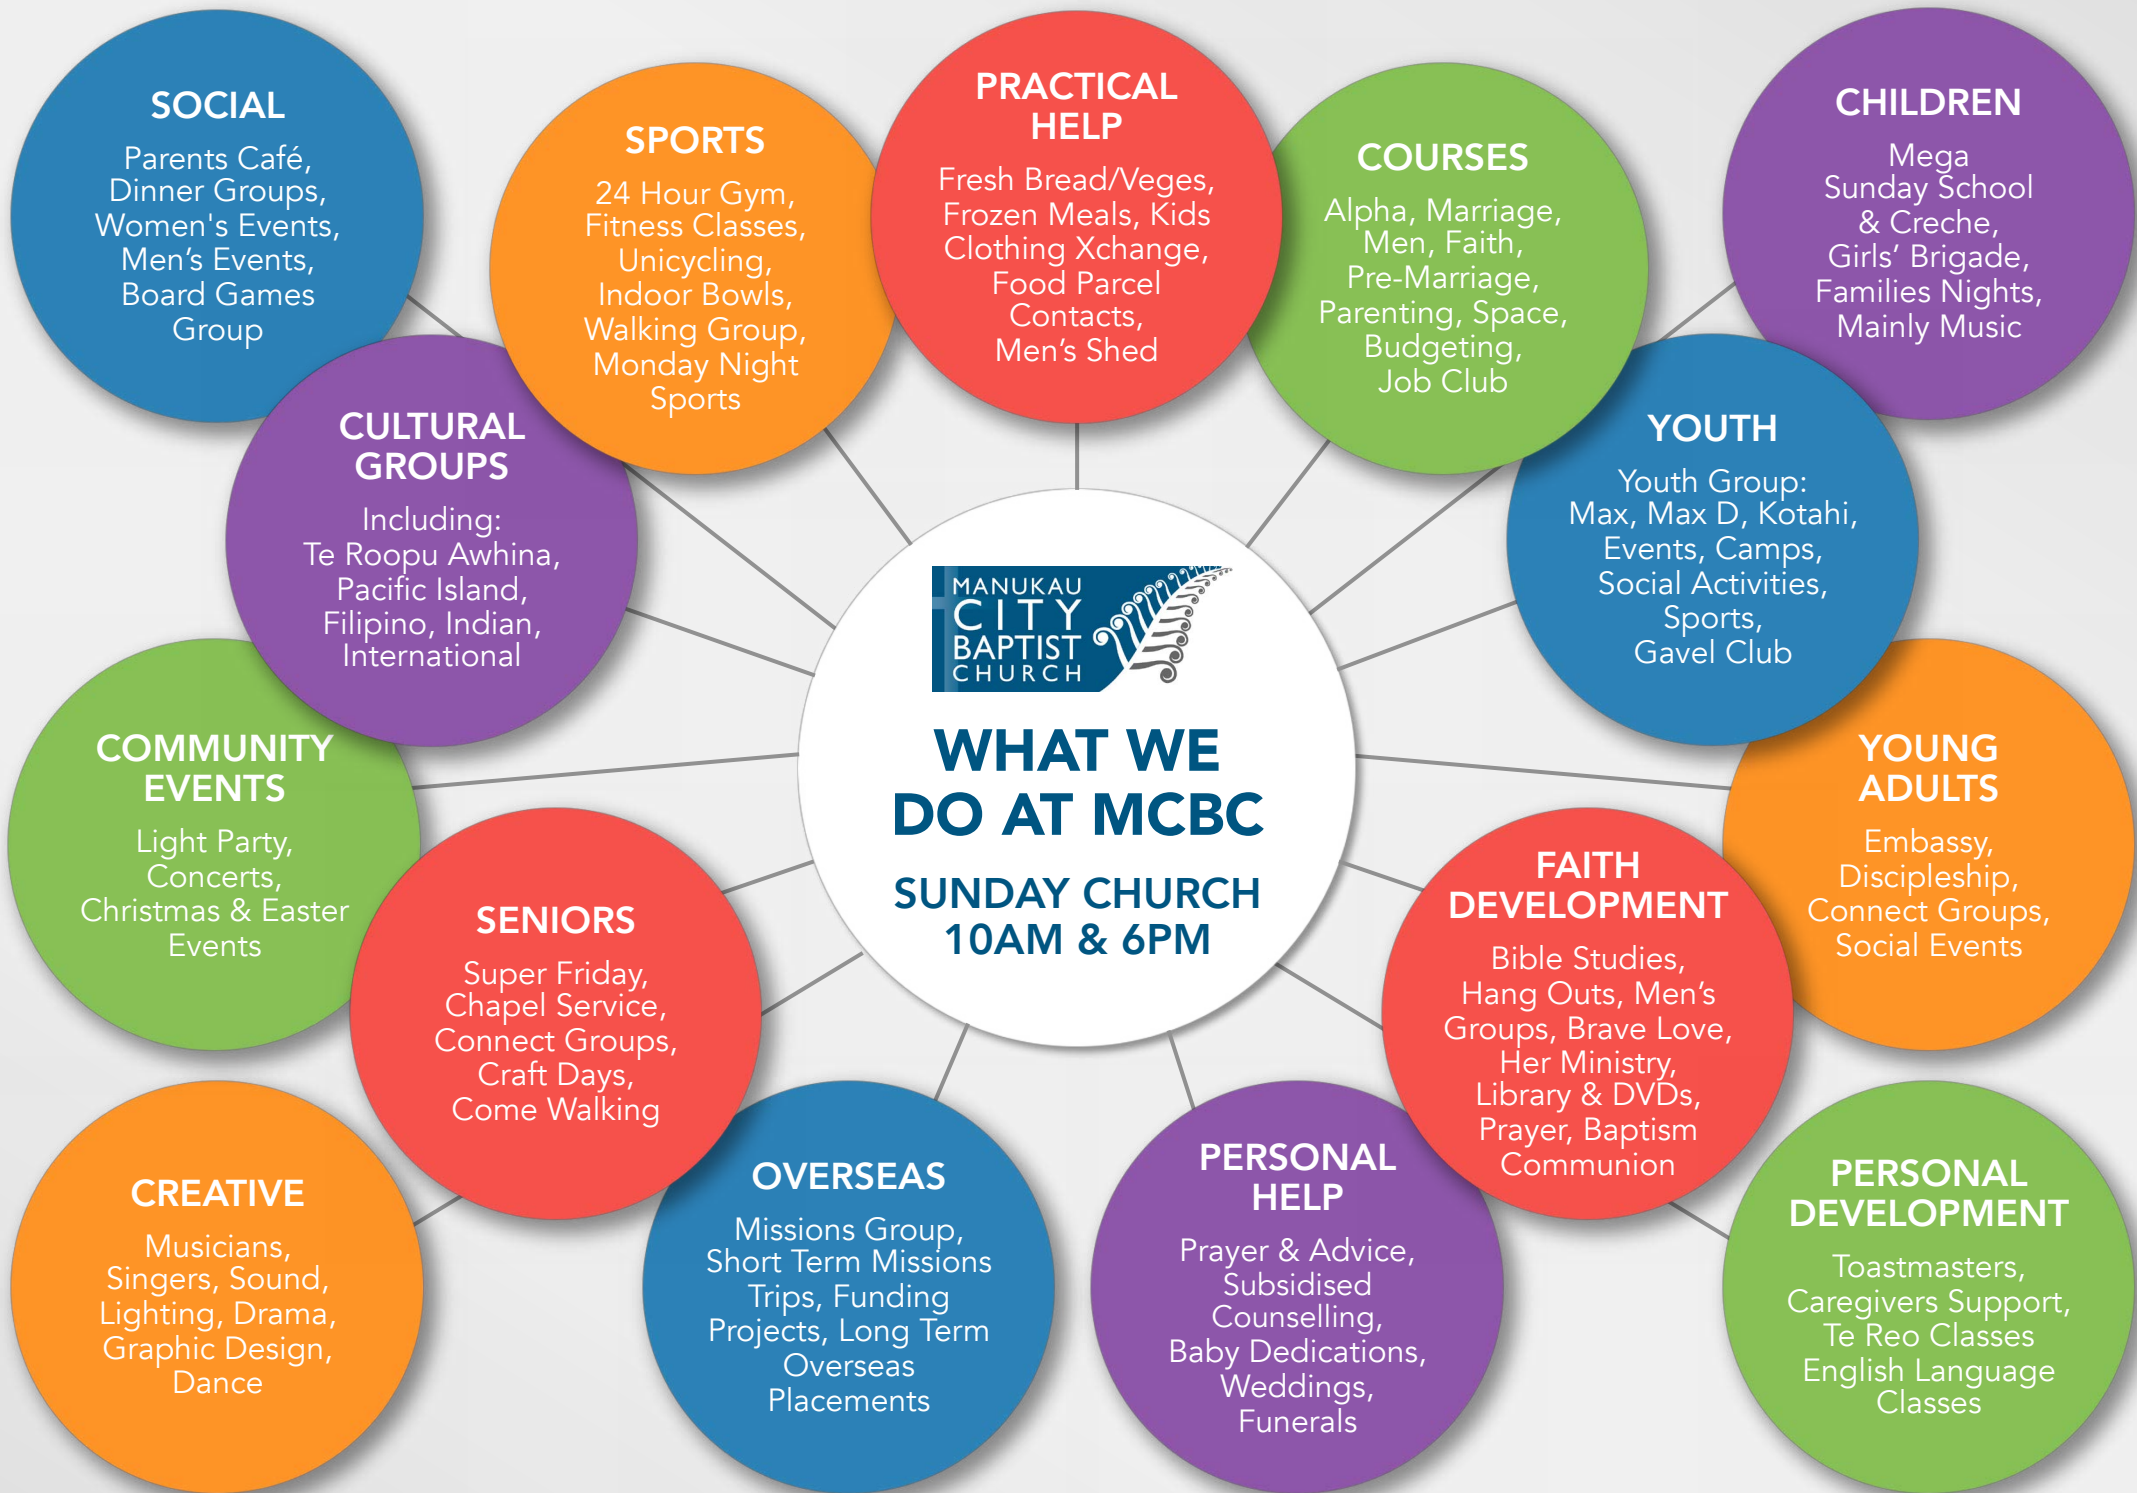 SOCIAL
Parents Café,
Dinner Groups,
Women's Events,
Men’s Events,
Board Games
Group
SPORTS
24 Hour Gym,
Fitness Classes,
Unicycling,
Indoor Bowls,
Walking Group,
Monday Night
Sports
PRACTICAL
HELP
Fresh Bread/Veges,
Frozen Meals, Kids
Clothing Xchange,
Food Parcel
Contacts,
Men’s Shed
COURSES
Alpha, Marriage,
Men, Faith,
Pre-Marriage,
Parenting, Space,
Budgeting,
Job Club
CHILDREN
Mega
Sunday School
& Creche,
Girls’ Brigade,
Families Nights,
Mainly Music
CULTURAL
GROUPS
Including:
Te Roopu Awhina,
Pacific Island,
Filipino, Indian,
International
YOUTH
Youth Group:
Max, Max D, Kotahi,
Events, Camps,
Social Activities,
Sports,
Gavel Club
MANUKAU
CITY
BAPTIST
CHURCH
WHAT WE
DO AT MCBC
SUNDAY CHURCH
10AM & 6PM
COMMUNITY
EVENTS
Light Party,
Concerts,
Christmas & Easter
Events
YOUNG
ADULTS
Embassy,
Discipleship,
Connect Groups,
Social Events
SENIORS
Super Friday,
Chapel Service,
Connect Groups,
Craft Days,
Come Walking
FAITH
DEVELOPMENT
Bible Studies,
Hang Outs, Men’s
Groups, Brave Love,
Her Ministry,
Library & DVDs,
Prayer, Baptism
Communion
CREATIVE
Musicians,
Singers, Sound,
Lighting, Drama,
Graphic Design,
Dance
OVERSEAS
Missions Group,
Short Term Missions
Trips, Funding
Projects, Long Term
Overseas
Placements
PERSONAL
HELP
Prayer & Advice,
Subsidised
Counselling,
Baby Dedications,
Weddings,
Funerals
PERSONAL
DEVELOPMENT
Toastmasters,
Caregivers Support,
Te Reo Classes
English Language
Classes